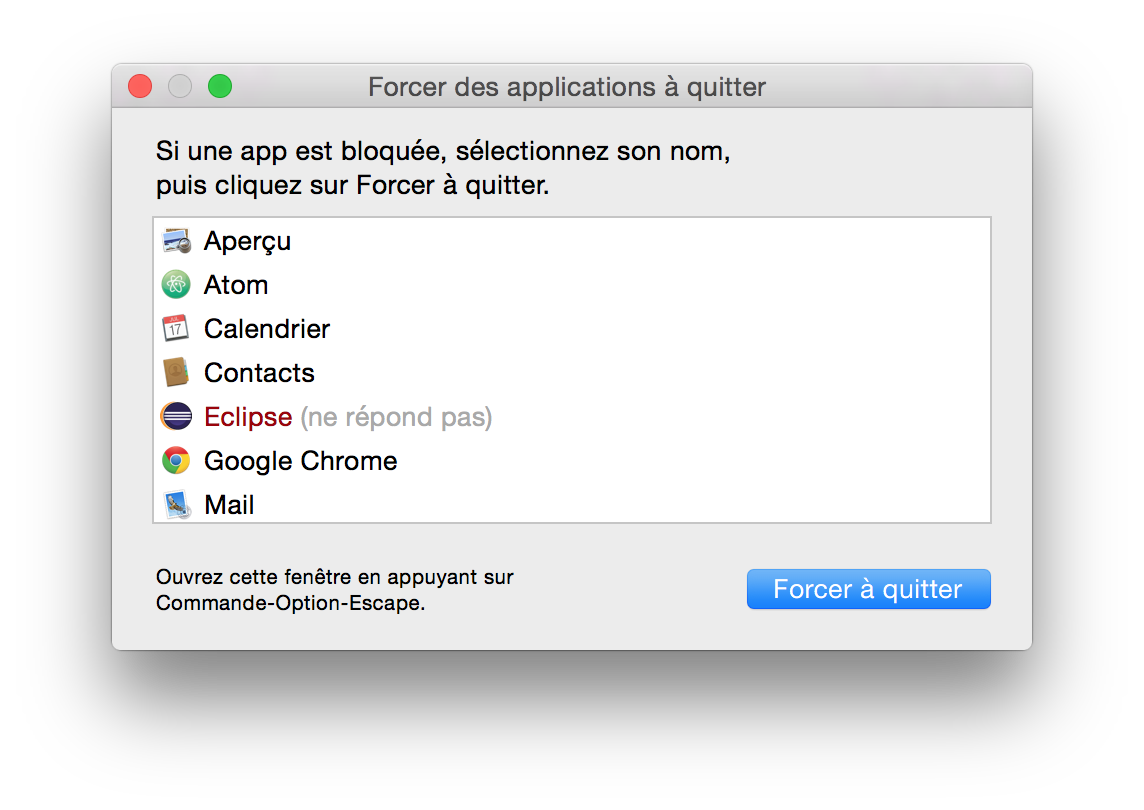 Forcer des applications à quitter
Si une app est bloquée, sélectionnez son nom,
puis cliquez sur Forcer à quitter.
Aperçu
Atom
JUL
17
Calendrier
Contacts
Eclipse (ne répond pas)
Google Chrome
Mail
Ouvrez cette fenêtre en appuyant sur
Commande-Option-Escape.
Forcer à quitter